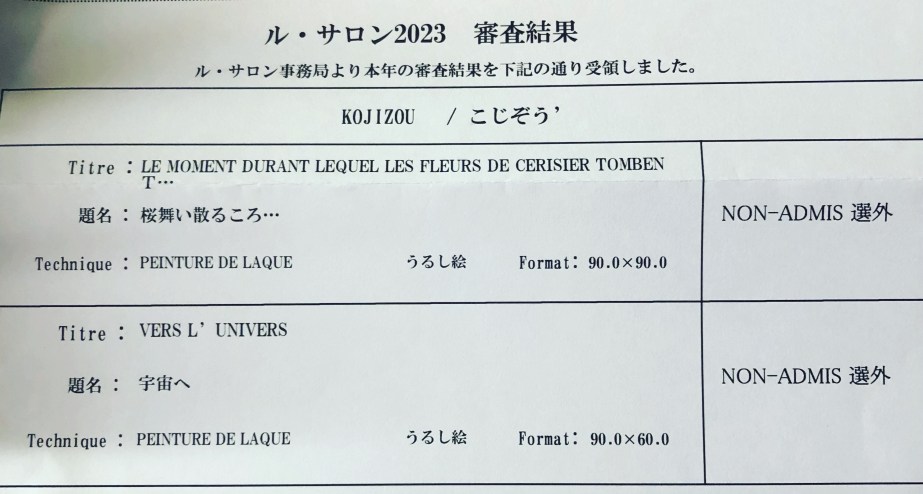 ル・サロン2023 審査結果
ル・サロン事務局より本年の審査結果を下記の通り受領しました。
KOJIZOU / こじぞう’
Titre : LE MOMENT DURANT LEQUEL LES FLEURS DE CERISIER TOMBEN
T…
題名 : 桜舞い散るころ…
NON-ADMIS 選外
Technique : PEINTURE DE LAQUE うるし絵 Format: 90.0×90.0
Titre : VERS L’UNIVERS
題名 : 宇宙へ
NON-ADMIS 選外
Technique : PEINTURE DE LAQUE うるし絵 Format: 90.0×60.0